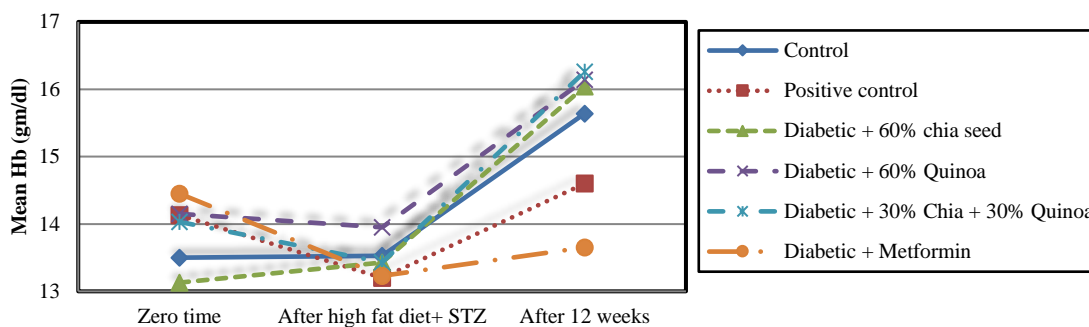 17
16
15
14
13
Mean Hb (gm/dl)
Zero time
After high fat diet+ STZ
After 12 weeks
Control
Positive control
Diabetic + 60% chia seed
Diabetic + 60% Quinoa
Diabetic + 30% Chia + 30% Quinoa
Diabetic + Metformin